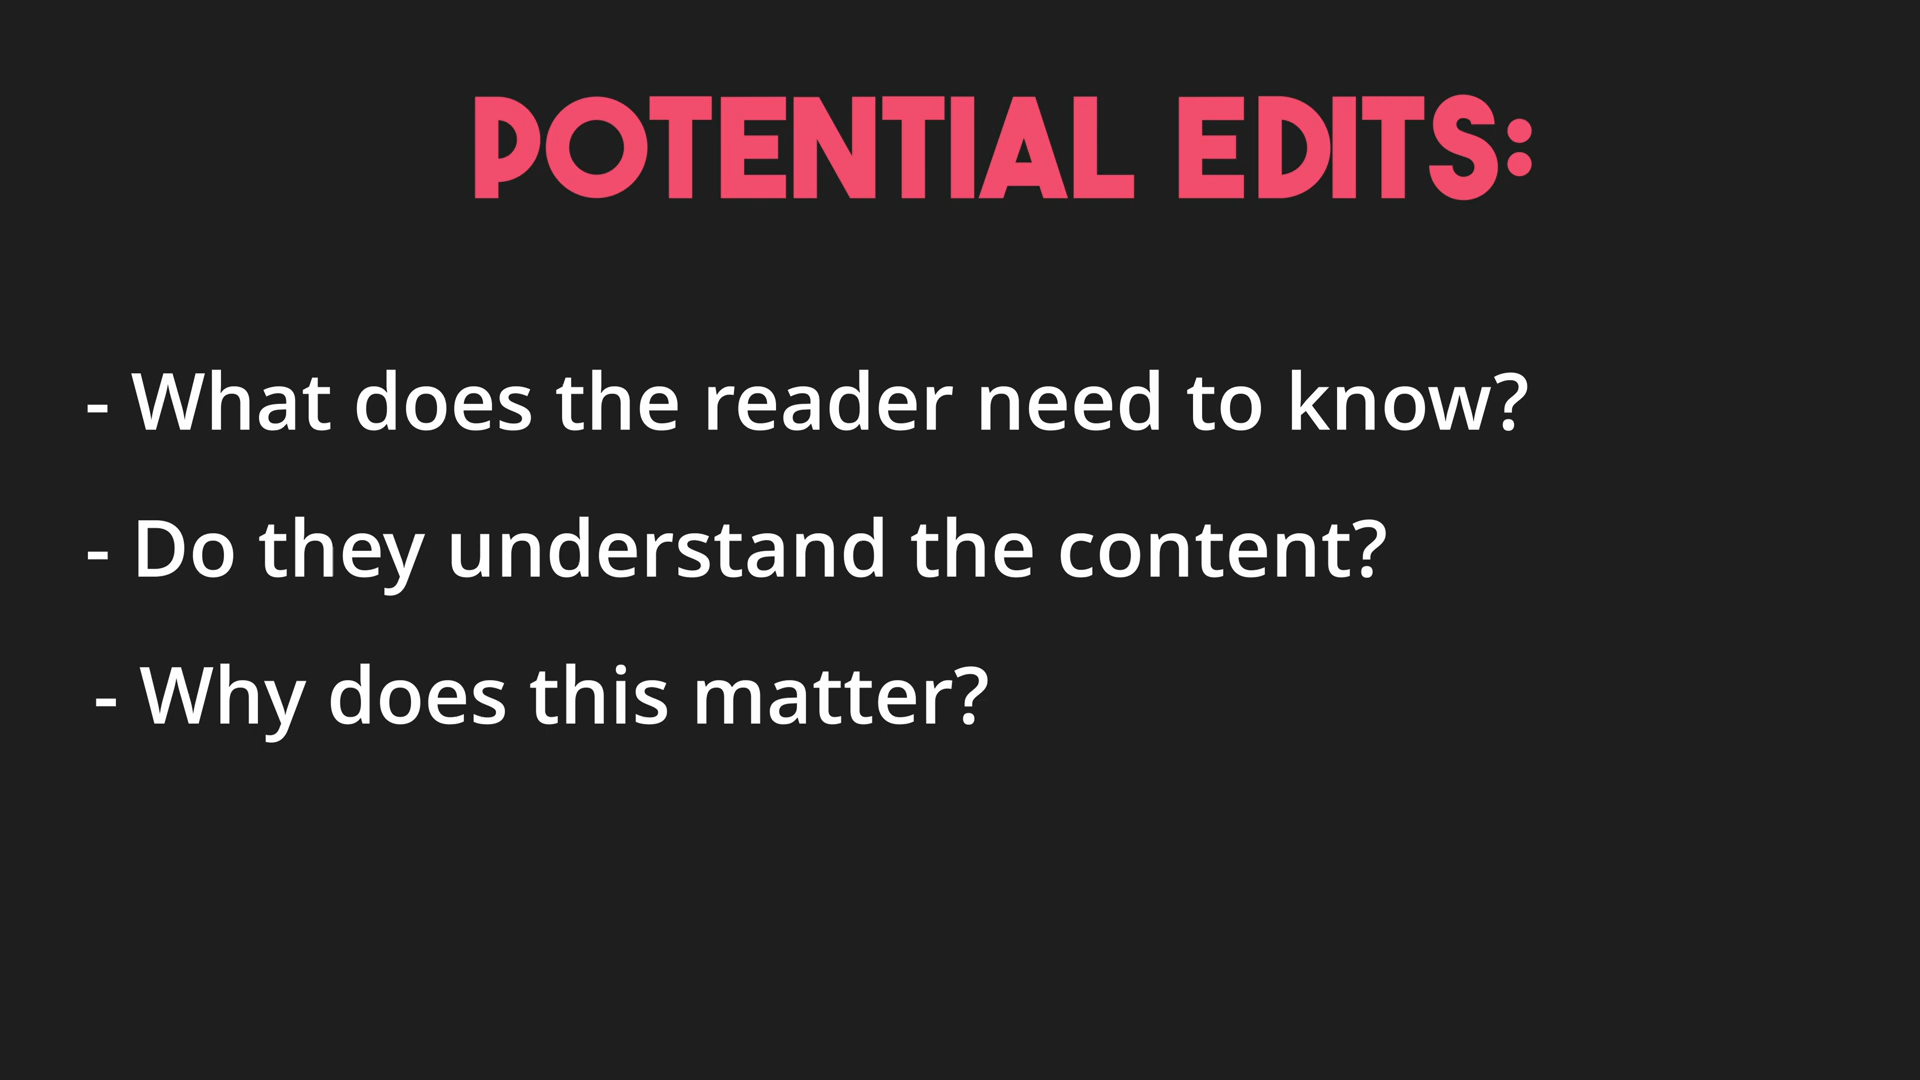 POTENTIAL EDITS:
- What does the reader need to know?
- Do they understand the content?
- Why does this matter?